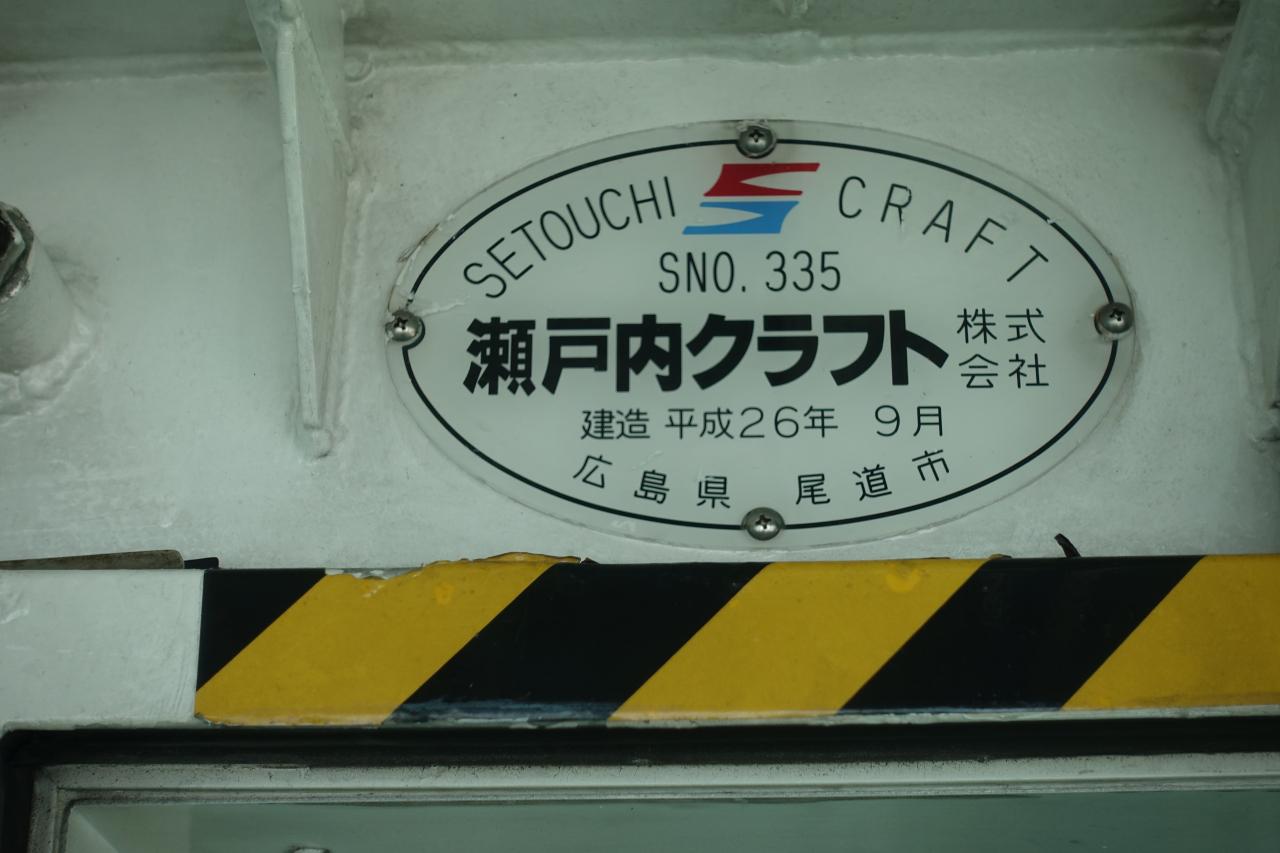 SETOUCHI CRAFT
SNO. 335
瀬戸内クラフト株式会社
建造 平成26年 9月
広島県 尾道市